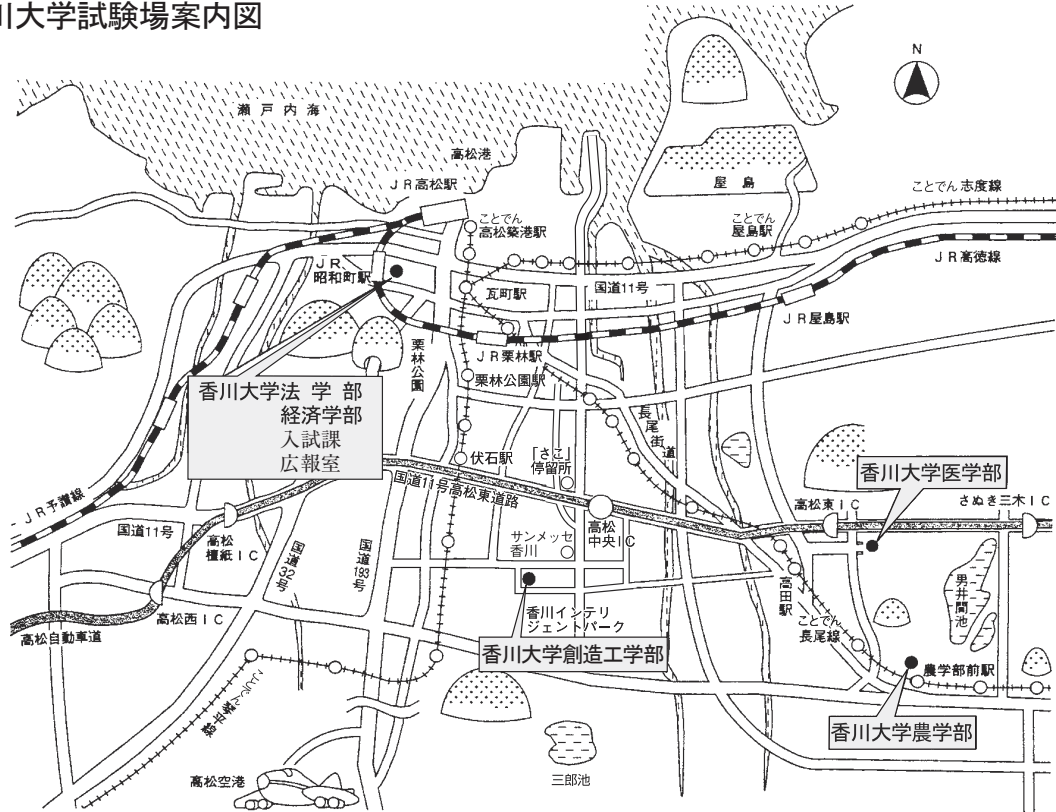 川大学試験場案内図
N
瀬戸内海
高松港
JR高松駅
屋島
ことでん 志度線
ことでん
高松築港駅
ことでん
屋島駅
JR高徳線
JR
昭和町駅
瓦町駅
国道11号
JR屋島駅
JR栗林駅
栗林公園
栗林公園駅
香川大学法学部
経済学部
入試課
広報室
長尾街道
伏石駅
「さこ」
停留所
国道11号高松東道路
香川大学医学部
高松東IC
さぬき三木IC
JR予讃線
国道11号
高松
檀紙IC
国道32号
国道193号
サンメッセ
香川
高松
中央IC
高田駅
男井間池
高松西IC
高松自動車道
香川インテリ
ジェントパーク
ことでん
長尾線
香川大学創造工学部
農学部前駅
ことでん琴平線
香川大学農学部
高松空港
三郎池